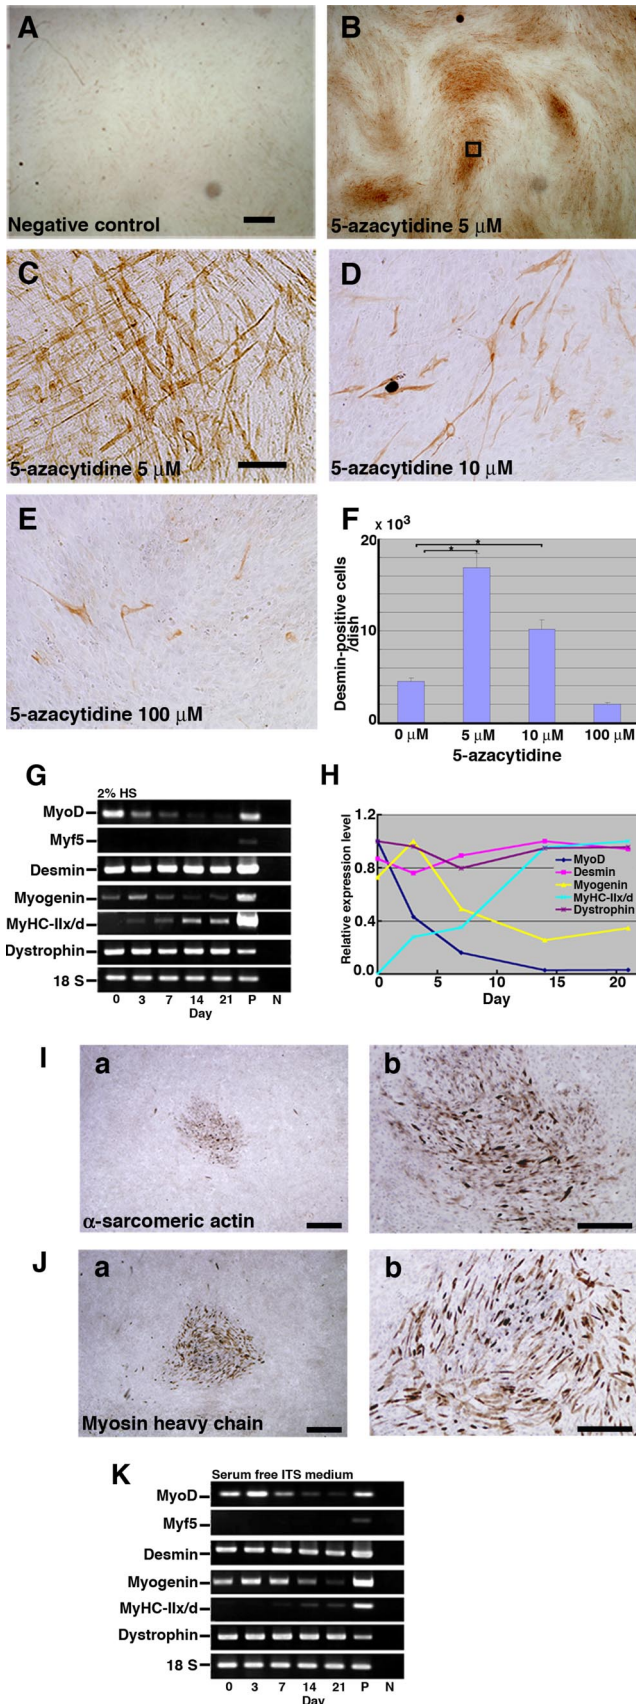 A
B
Negative control
5-azacytidine 5 μM
C
D
5-azacytidine 5 μM
5-azacytidine 10 μM
E
5-azacytidine 100 μM
F
x 10³
20
10
0
Desmin-positive cells
/dish
*
*
0 μM 5 μM 10 μM 100 μM
5-azacytidine
G
2% HS
MyoD
Myf5
Desmin
Myogenin
MyHC-IIx/d
Dystrophin
18 S
0 3 7 14 21 P N
Day
H
Relative expression level
1.2
0.8
0.4
0.0
0 5 10 15 20
Day
MyoD
Desmin
Myogenin
MyHC-IIx/d
Dystrophin
I
a
b
α-sarcomeric actin
J
a
b
Myosin heavy chain
K
Serum free ITS medium
MyoD
Myf5
Desmin
Myogenin
MyHC-IIx/d
Dystrophin
18 S
0 3 7 14 21 P N
Day